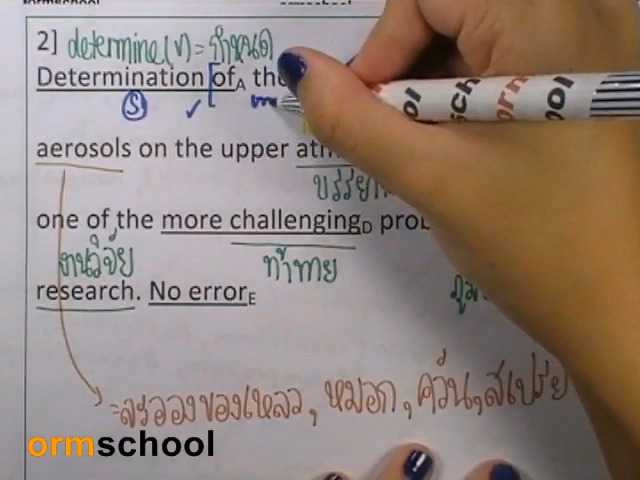 2] determine(v) = กำหนด
Determination of A the
S ✓
aerosols on the upper
บรรยา
one of the more challenging D prob
งานวิจัย ท้าทาย
research. No error E
ภูมิ
=ละอองของเหลว, หมอก, ควัน, สเปรย์
ormschool